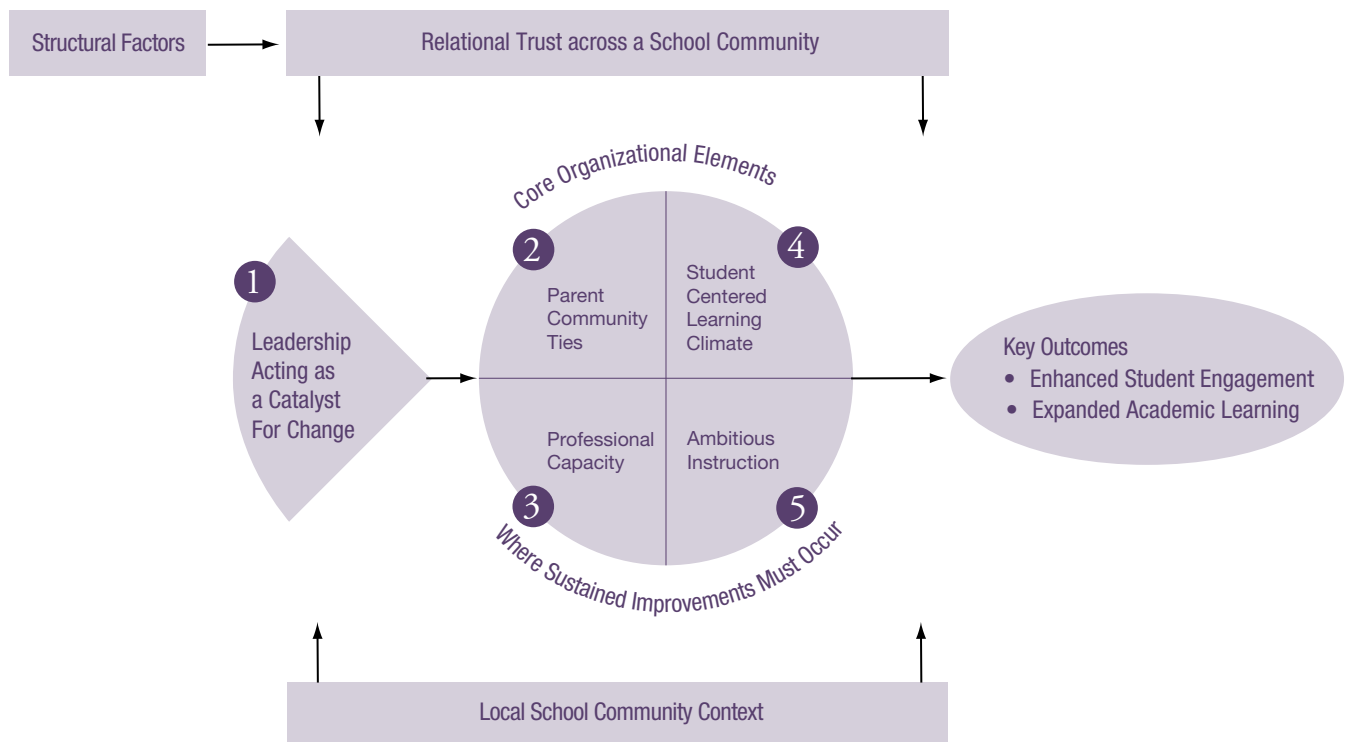 Structural Factors
Relational Trust across a School Community
Core Organizational Elements
1
Leadership
Acting as
a Catalyst
For Change
2
Parent
Community
Ties
4
Student
Centered
Learning
Climate
3
Professional
Capacity
5
Ambitious
Instruction
Where Sustained Improvements Must Occur
Key Outcomes
• Enhanced Student Engagement
• Expanded Academic Learning
Local School Community Context